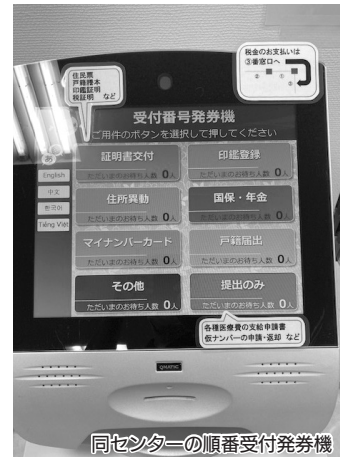 住民票
戸籍謄本
印鑑証明
税証明　など
税金のお支払いは
③番窓口へ
受付番号発券機
ご用件のボタンを選択して押してください
English
中文
한국어
Tiếng Việt
証明書交付
ただいまのお待ち人数 0人
印鑑登録
ただいまのお待ち人数 0人
住所異動
ただいまのお待ち人数 0人
国保・年金
ただいまのお待ち人数 0人
マイナンバーカード
ただいまのお待ち人数 0人
戸籍届出
ただいまのお待ち人数 0人
その他
ただいまのお待ち人数 0人
提出のみ
ただいまのお待ち人数 0人
各種医療費の支給申請書
仮ナンバーの申請・返却　など
QMATIC
同センターの順番受付発券機